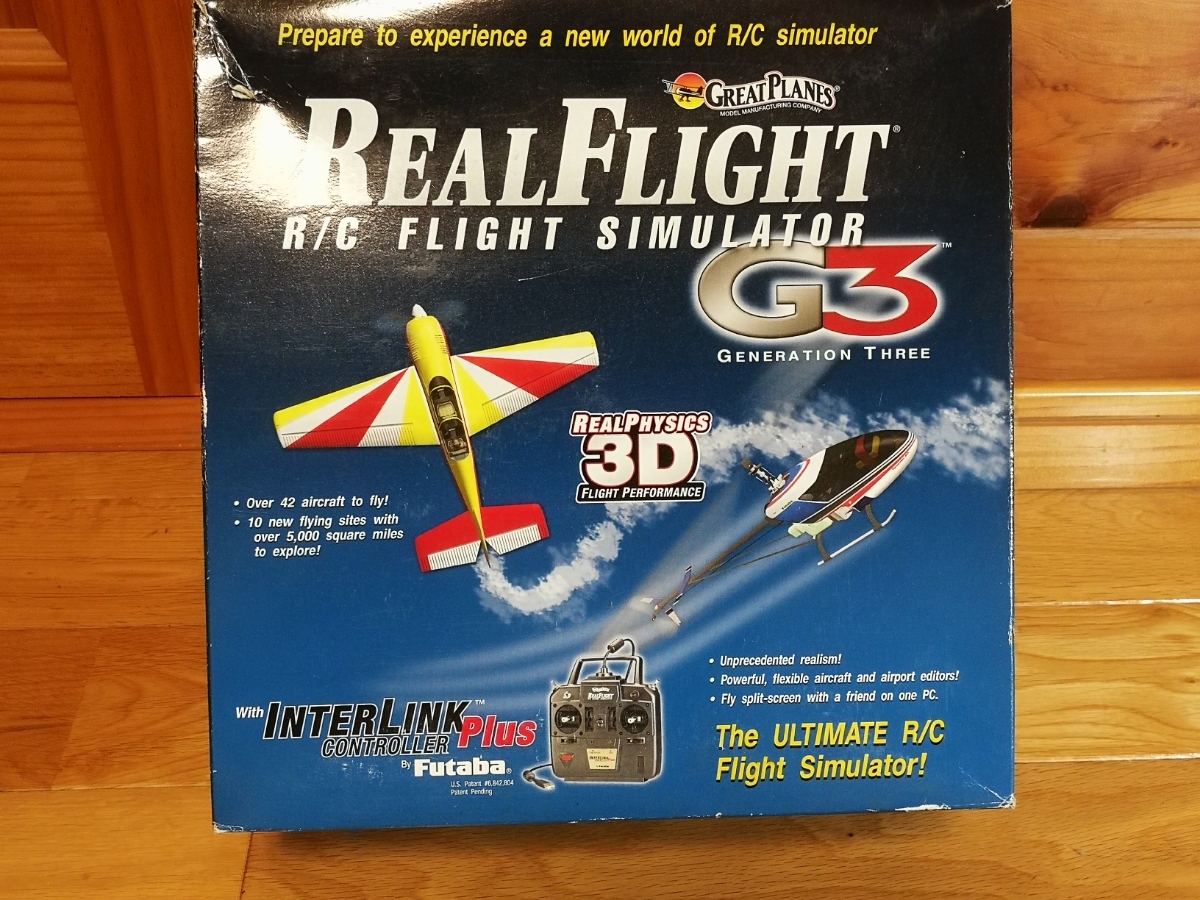 Prepare to experience a new world of R/C simulator
GREAT PLANES®
MODEL MANUFACTURING COMPANY
REALFLIGHT®
R/C FLIGHT SIMULATOR
G3™
GENERATION THREE
REALPHYSICS
3D
FLIGHT PERFORMANCE
• Over 42 aircraft to fly!
• 10 new flying sites with
over 5,000 square miles
to explore!
• Unprecedented realism!
• Powerful, flexible aircraft and airport editors!
• Fly split-screen with a friend on one PC.
With INTERLINK™ Plus
CONTROLLER
By Futaba®
U.S. Patent #6,842,804
Patent Pending
REALFLIGHT
The ULTIMATE R/C
Flight Simulator!